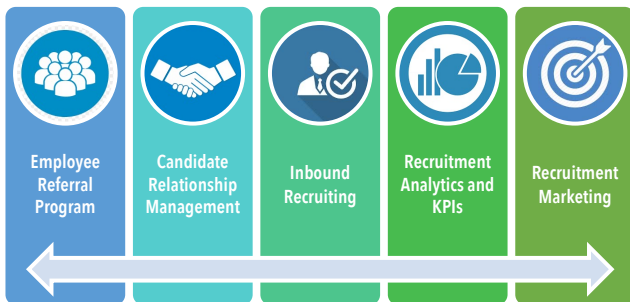 Employee
Referral
Program
Candidate
Relationship
Management
Inbound
Recruiting
Recruitment
Analytics and
KPIs
Recruitment
Marketing